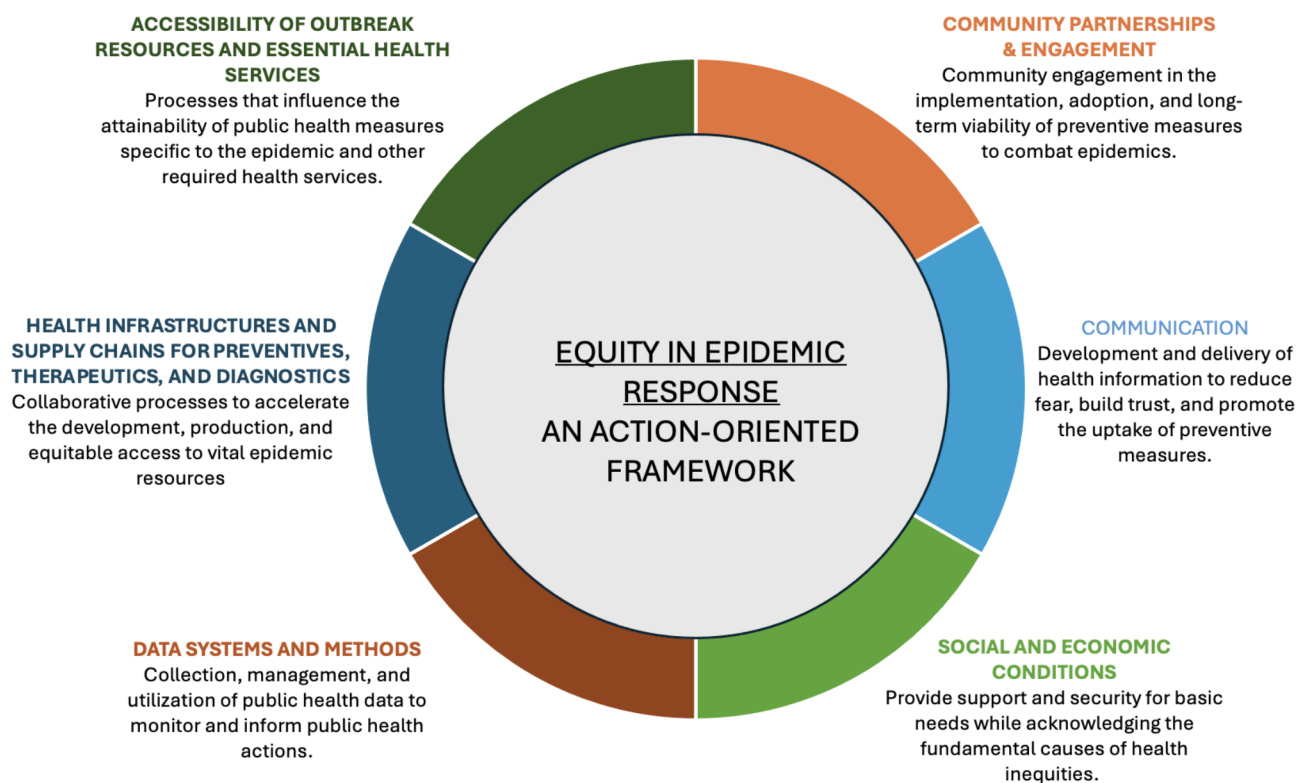 ACCESSIBILITY OF OUTBREAK
RESOURCES AND ESSENTIAL HEALTH
SERVICES
Processes that influence the
attainability of public health measures
specific to the epidemic and other
required health services.
COMMUNITY PARTNERSHIPS
& ENGAGEMENT
Community engagement in the
implementation, adoption, and long-
term viability of preventive measures
to combat epidemics.
HEALTH INFRASTRUCTURES AND
SUPPLY CHAINS FOR PREVENTIVES,
THERAPEUTICS, AND DIAGNOSTICS
Collaborative processes to accelerate
the development, production, and
equitable access to vital epidemic
resources
EQUITY IN EPIDEMIC
RESPONSE
AN ACTION-ORIENTED
FRAMEWORK
COMMUNICATION
Development and delivery of
health information to reduce
fear, build trust, and promote
the uptake of preventive
measures.
DATA SYSTEMS AND METHODS
Collection, management, and
utilization of public health data to
monitor and inform public health
actions.
SOCIAL AND ECONOMIC
CONDITIONS
Provide support and security for basic
needs while acknowledging the
fundamental causes of health
inequities.